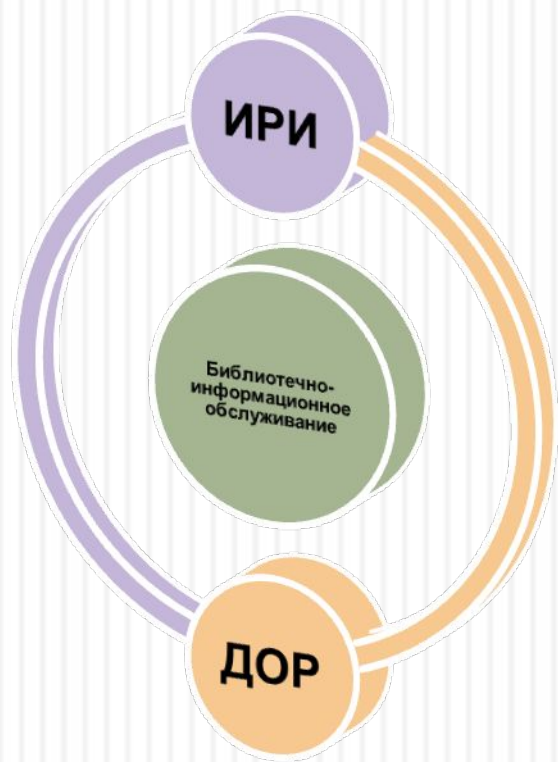 ИРИ
Библиотечно-
информационное
обслуживание
ДОР